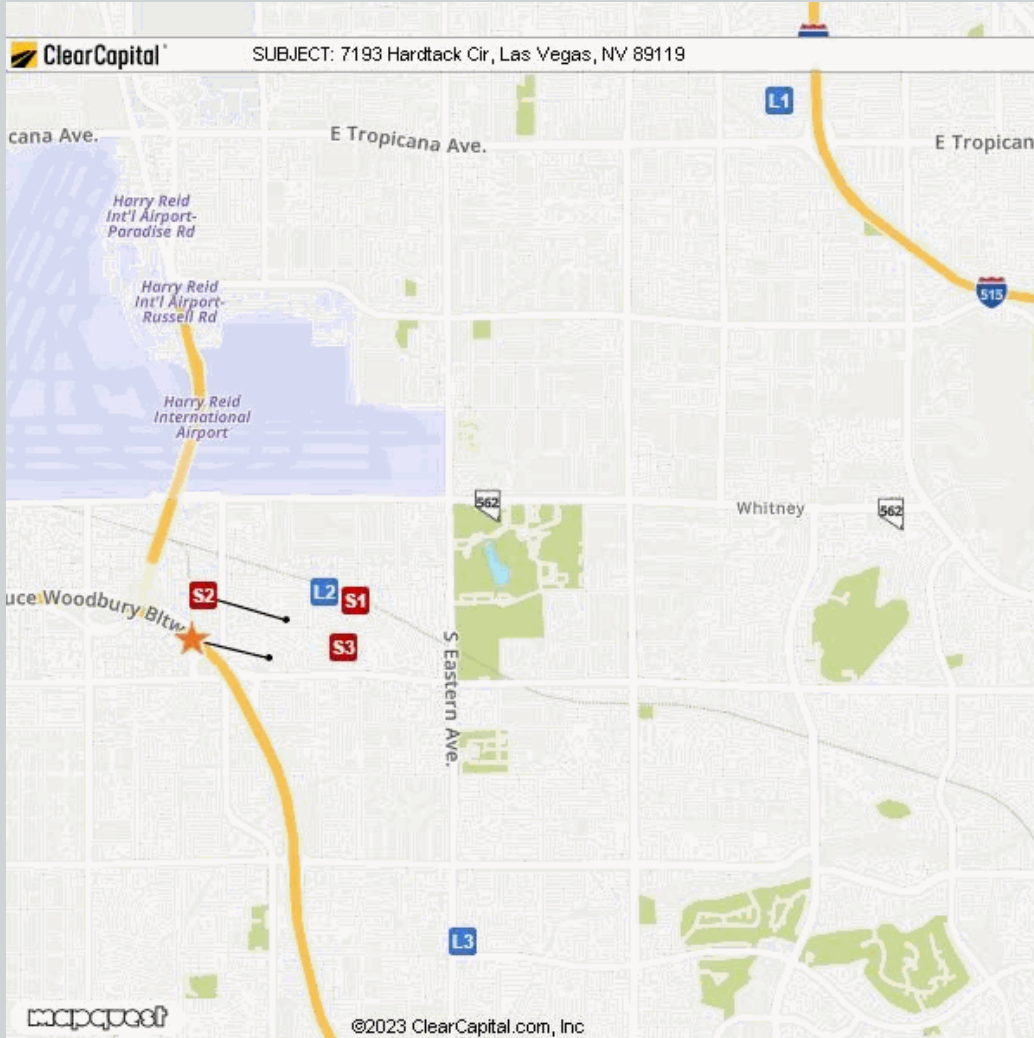 ClearCapital
SUBJECT: 7193 Hardtack Cir, Las Vegas, NV 89119
L1
cana Ave.
E Tropicana Ave.
E Tropican
Harry Reid
Int'l Airport-
Paradise Rd
Harry Reid
Int'l Airport-
Russell Rd
515
Harry Reid
International
Airport
562
Whitney
562
uce Woodbury Bltw
S2
L2
S1
S3
S Eastern Ave.
L3
mapquest
©2023 ClearCapital.com, Inc